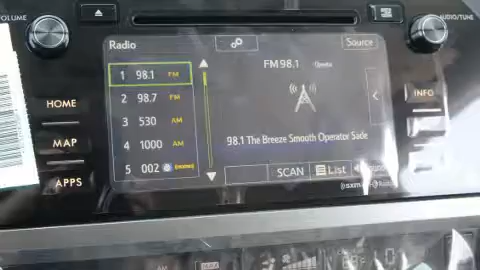 VOLUME
AUDIO/TUNE
Radio
Source
1 98.1 FM
FM 98.1
2 98.7 FM
3 530 AM
4 1000 AM
5 002
98.1 The Breeze Smooth Operator Sade
SCAN
List
HOME
MAP
APPS
INFO